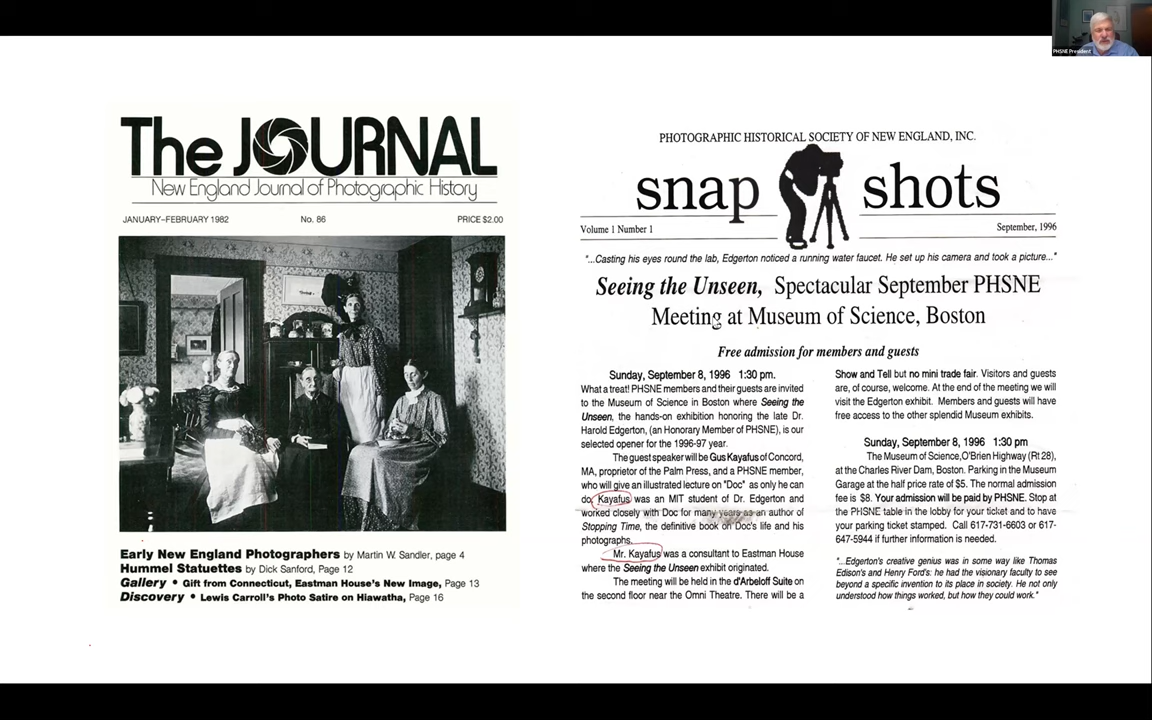 PHSNE President
The JOURNAL
New England Journal of Photographic History
JANUARY–FEBRUARY 1982 No. 86 PRICE $2.00
Early New England Photographers by Martin W. Sandler, page 4
Hummel Statuettes by Dick Sanford, Page 12
Gallery • Gift from Connecticut, Eastman House's New Image, Page 13
Discovery • Lewis Carroll's Photo Satire on Hiawatha, Page 16
PHOTOGRAPHIC HISTORICAL SOCIETY OF NEW ENGLAND, INC.
snap shots
Volume 1 Number 1 September, 1996
"...Casting his eyes round the lab, Edgerton noticed a running water faucet. He set up his camera and took a picture..."
Seeing the Unseen, Spectacular September PHSNE
Meeting at Museum of Science, Boston
Free admission for members and guests
Sunday, September 8, 1996 1:30 pm.
What a treat! PHSNE members and their guests are invited
to the Museum of Science in Boston where Seeing the
Unseen, the hands-on exhibition honoring the late Dr.
Harold Edgerton, (an Honorary Member of PHSNE), is our
selected opener for the 1996-97 year.
The guest speaker will be Gus Kayafus of Concord,
MA, proprietor of the Palm Press, and a PHSNE member,
who will give an illustrated lecture on "Doc" as only he can
do. Kayafus was an MIT student of Dr. Edgerton and
worked closely with Doc for many years as an author of
Stopping Time, the definitive book on Doc's life and his
photographs.
Mr. Kayafus was a consultant to Eastman House
where the Seeing the Unseen exhibit originated.
The meeting will be held in the d'Arbeloff Suite on
the second floor near the Omni Theatre. There will be a
Show and Tell but no mini trade fair. Visitors and guests
are, of course, welcome. At the end of the meeting we will
visit the Edgerton exhibit. Members and guests will have
free access to the other splendid Museum exhibits.
Sunday, September 8, 1996 1:30 pm
The Museum of Science,O'Brien Highway (Rt 28),
at the Charles River Dam, Boston. Parking in the Museum
Garage at the half price rate of $5. The normal admission
fee is $8. Your admission will be paid by PHSNE. Stop at
the PHSNE table in the lobby for your ticket and to have
your parking ticket stamped. Call 617-731-6603 or 617-
647-5944 if further information is needed.
"...Edgerton's creative genius was in some way like Thomas
Edison's and Henry Ford's: he had the visionary faculty to see
beyond a specific invention to its place in society. He not only
understood how things worked, but how they could work."